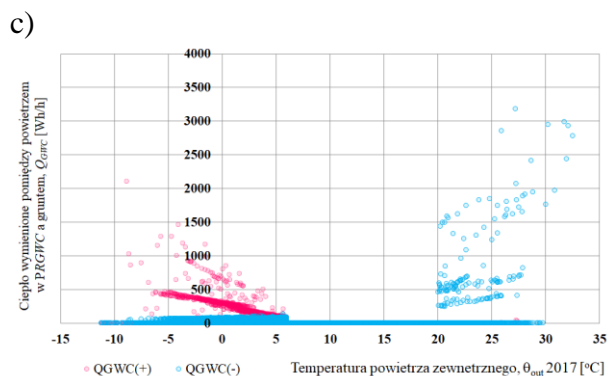 c)
Ciepło wymienione pomiędzy powietrzem
w PRGWC a gruntem, Q_GWC [Wh/h]
4000
3500
3000
2500
2000
1500
1000
500
0
-15 -10 -5 0 5 10 15 20 25 30 35
QGWC(+) QGWC(-) Temperatura powietrza zewnetrznego, θout 2017 [°C]